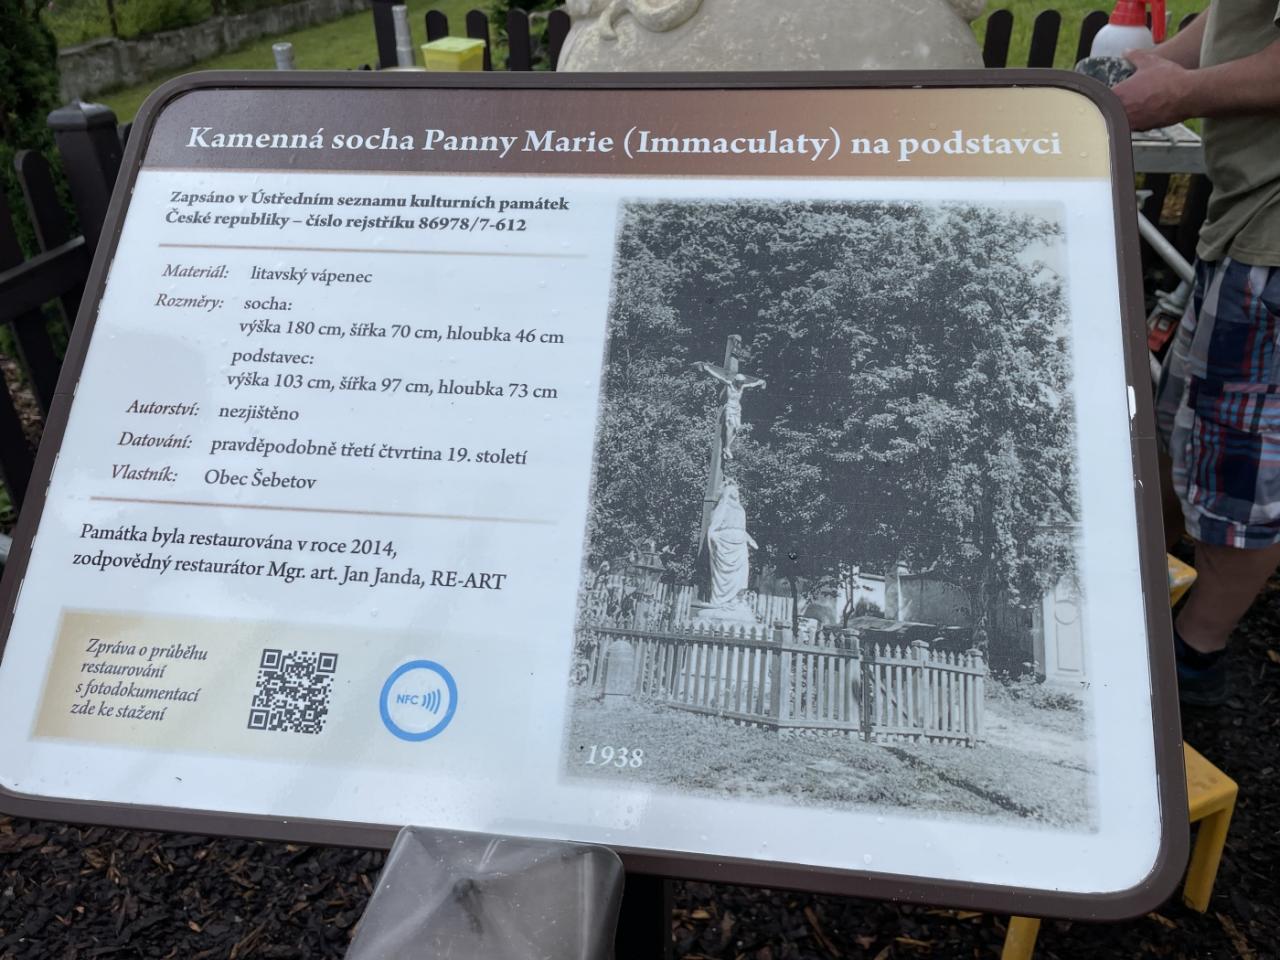 Kamenná socha Panny Marie (Immaculaty) na podstavci
Zapsáno v Ústředním seznamu kulturních památek
České republiky – číslo rejstříku 86978/7-612
Materiál: litavský vápenec
Rozměry: socha:
výška 180 cm, šířka 70 cm, hloubka 46 cm
podstavec:
výška 103 cm, šířka 97 cm, hloubka 73 cm
Autorství: nezjištěno
Datování: pravděpodobně třetí čtvrtina 19. století
Vlastník: Obec Šebetov
Památka byla restaurována v roce 2014,
zodpovědný restaurátor Mgr. art. Jan Janda, RE-ART
Zpráva o průběhu
restaurování
s fotodokumentací
zde ke stažení
NFC
1938